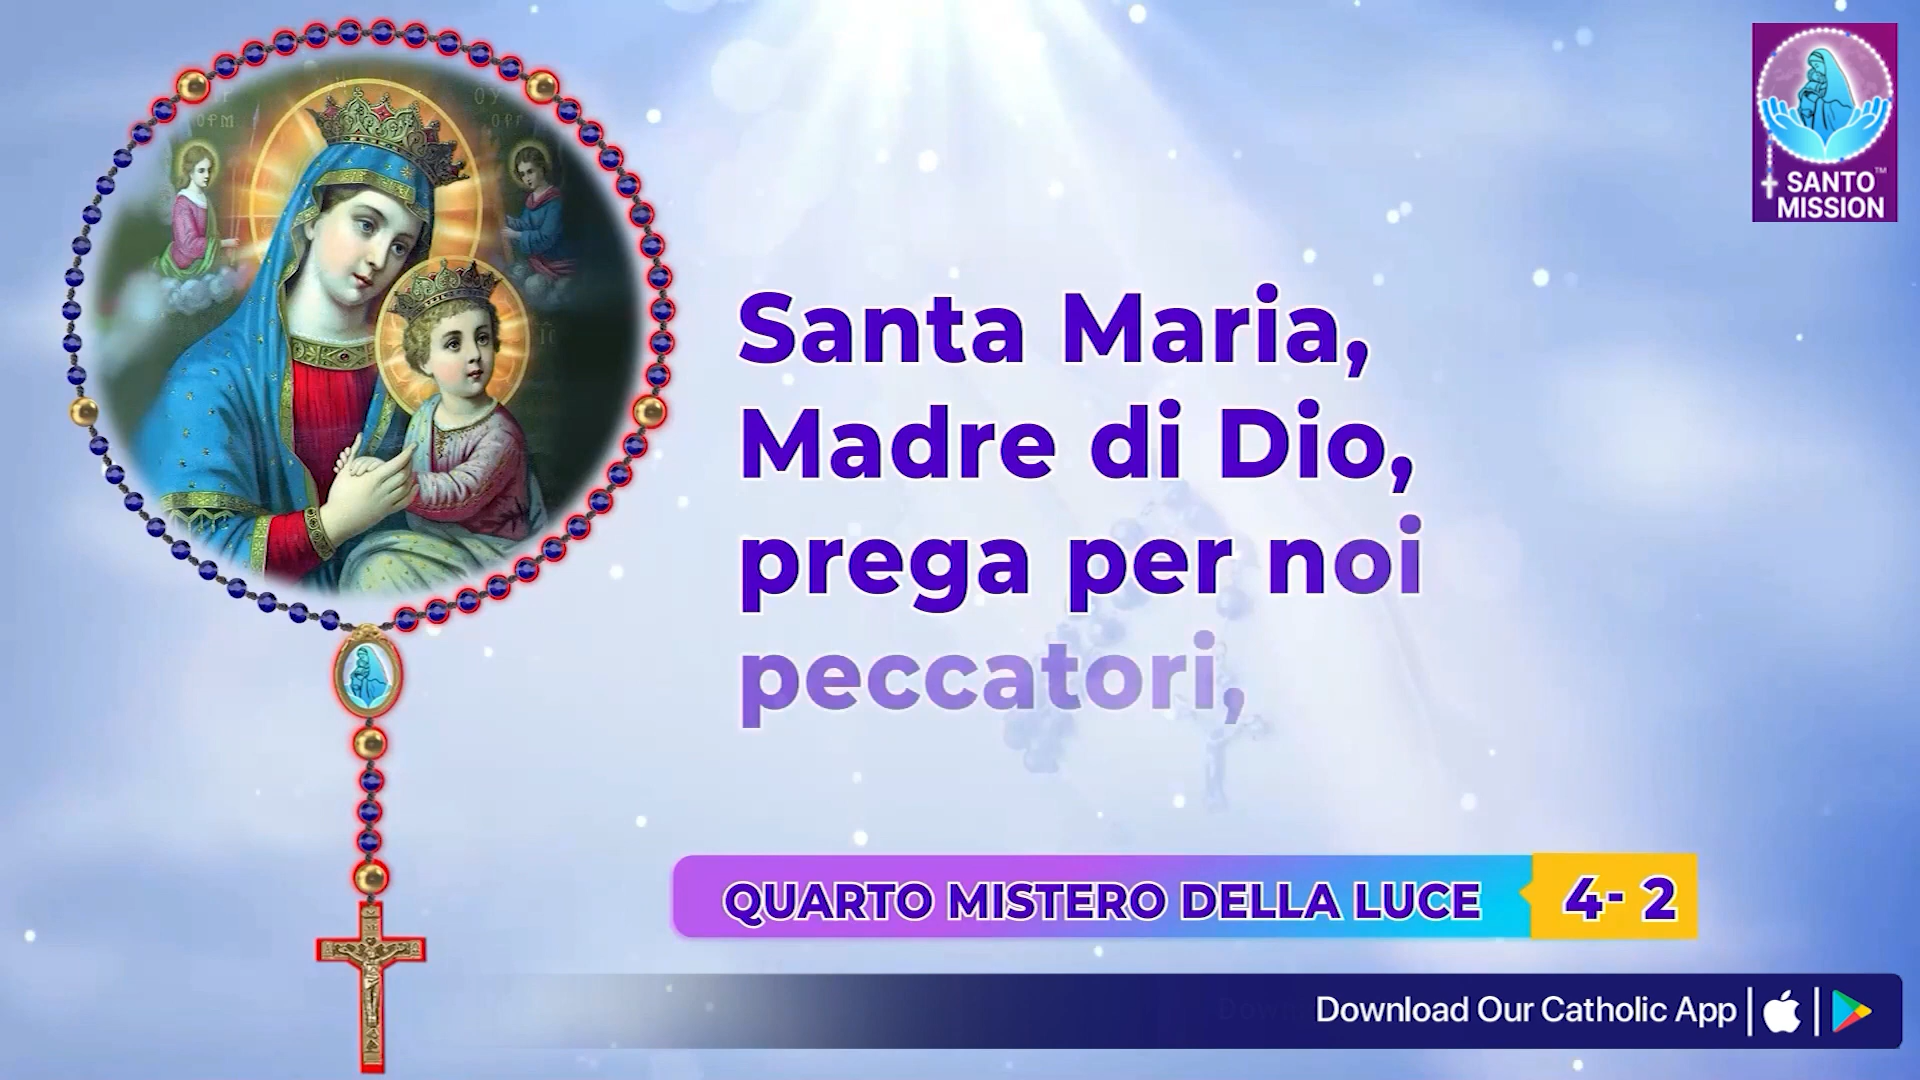 SANTO™
MISSION
Santa Maria,
Madre di Dio,
prega per noi
peccatori,
QUARTO MISTERO DELLA LUCE 4- 2
Download Our Catholic App